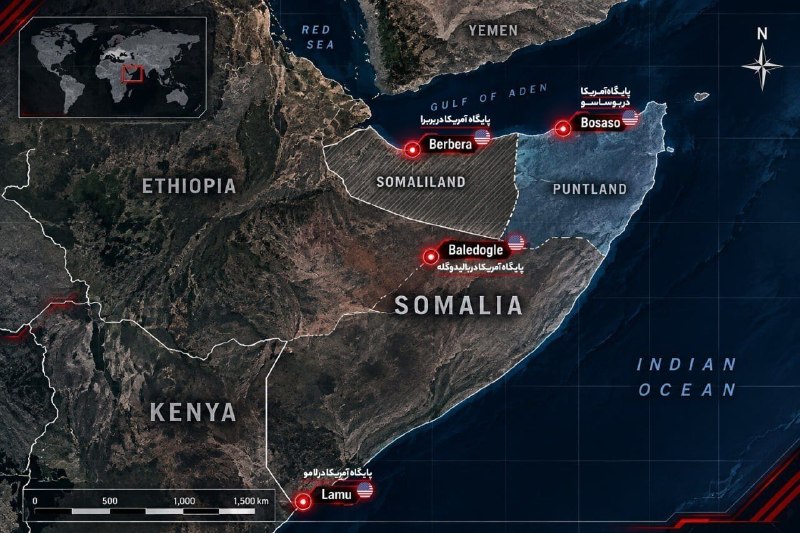 RED
SEA
YEMEN
N
GULF OF ADEN
پایگاه آمریکا
در بوساسو
Bosaso
پایگاه آمریکا در بربرا
Berbera
ETHIOPIA
SOMALILAND
PUNTLAND
Baledogle
پایگاه آمریکا در بالیدوگله
SOMALIA
INDIAN
OCEAN
KENYA
پایگاه آمریکا در لامو
Lamu
0 500 1,000 1,500 km